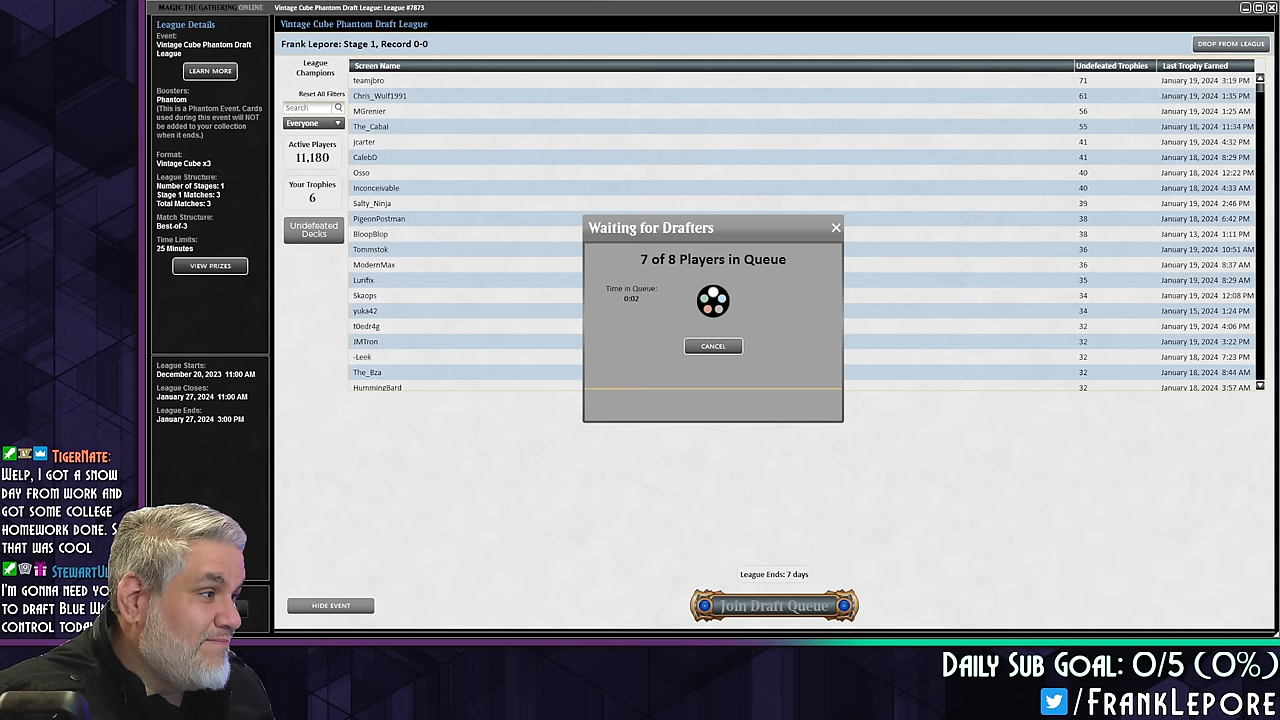 MAGIC THE GATHERING ONLINE
Vintage Cube Phantom Draft League: League #7873
League Details
Event:
Vintage Cube Phantom Draft
League
LEARN MORE
Boosters:
Phantom
(This is a Phantom Event. Cards
used during this event will NOT
be added to your collection
when it ends.)
Format:
Vintage Cube x3
League Structure:
Number of Stages: 1
Stage 1 Matches: 3
Total Matches: 3
Match Structure:
Best-of-3
Time Limits:
25 Minutes
VIEW PRIZES
League Starts:
December 20, 2023 11:00 AM
League Closes:
January 27, 2024 11:00 AM
League Ends:
January 27, 2024 3:00 PM
Vintage Cube Phantom Draft League
Frank Lepore: Stage 1, Record 0-0
DROP FROM LEAGUE
League
Champions
Reset All Filters
Search
Everyone
Active Players
11,180
Your Trophies
6
Undefeated
Decks
Screen Name Undefeated Trophies Last Trophy Earned
teamjbro 71 January 19, 2024 3:19 PM
Chris_Wulf1991 61 January 19, 2024 1:35 PM
MGrenier 56 January 19, 2024 1:25 AM
The_Cabal 55 January 18, 2024 11:34 PM
jcarter 41 January 19, 2024 4:32 PM
CalebD 41 January 18, 2024 8:29 PM
Osso 40 January 18, 2024 12:22 PM
Inconceivable 40 January 18, 2024 4:33 AM
Salty_Ninja 39 January 19, 2024 2:46 PM
PigeonPostman 38 January 18, 2024 6:42 PM
BloopBlop 38 January 13, 2024 1:11 PM
Tommstok 36 January 19, 2024 10:51 AM
ModernMax 36 January 19, 2024 8:37 AM
Lurifix 35 January 19, 2024 8:29 AM
Skaops 34 January 19, 2024 12:08 PM
yuka42 34 January 15, 2024 1:24 PM
t0edr4g 32 January 19, 2024 4:06 PM
JMTron 32 January 19, 2024 3:22 PM
-Leek 32 January 18, 2024 7:23 PM
The_Bza 32 January 18, 2024 8:44 AM
HummingBard 32 January 18, 2024 3:57 AM
Waiting for Drafters
7 of 8 Players in Queue
Time in Queue:
0:02
CANCEL
League Ends: 7 days
HIDE EVENT
Join Draft Queue
TigerNate:
Welp, I got a snow
day from work and
got some college
homework done. S
that was cool
StewartU
I'm gonna need yo
to draft Blue W
control toda
Daily Sub Goal: 0/5 (0%)
/FrankLepore